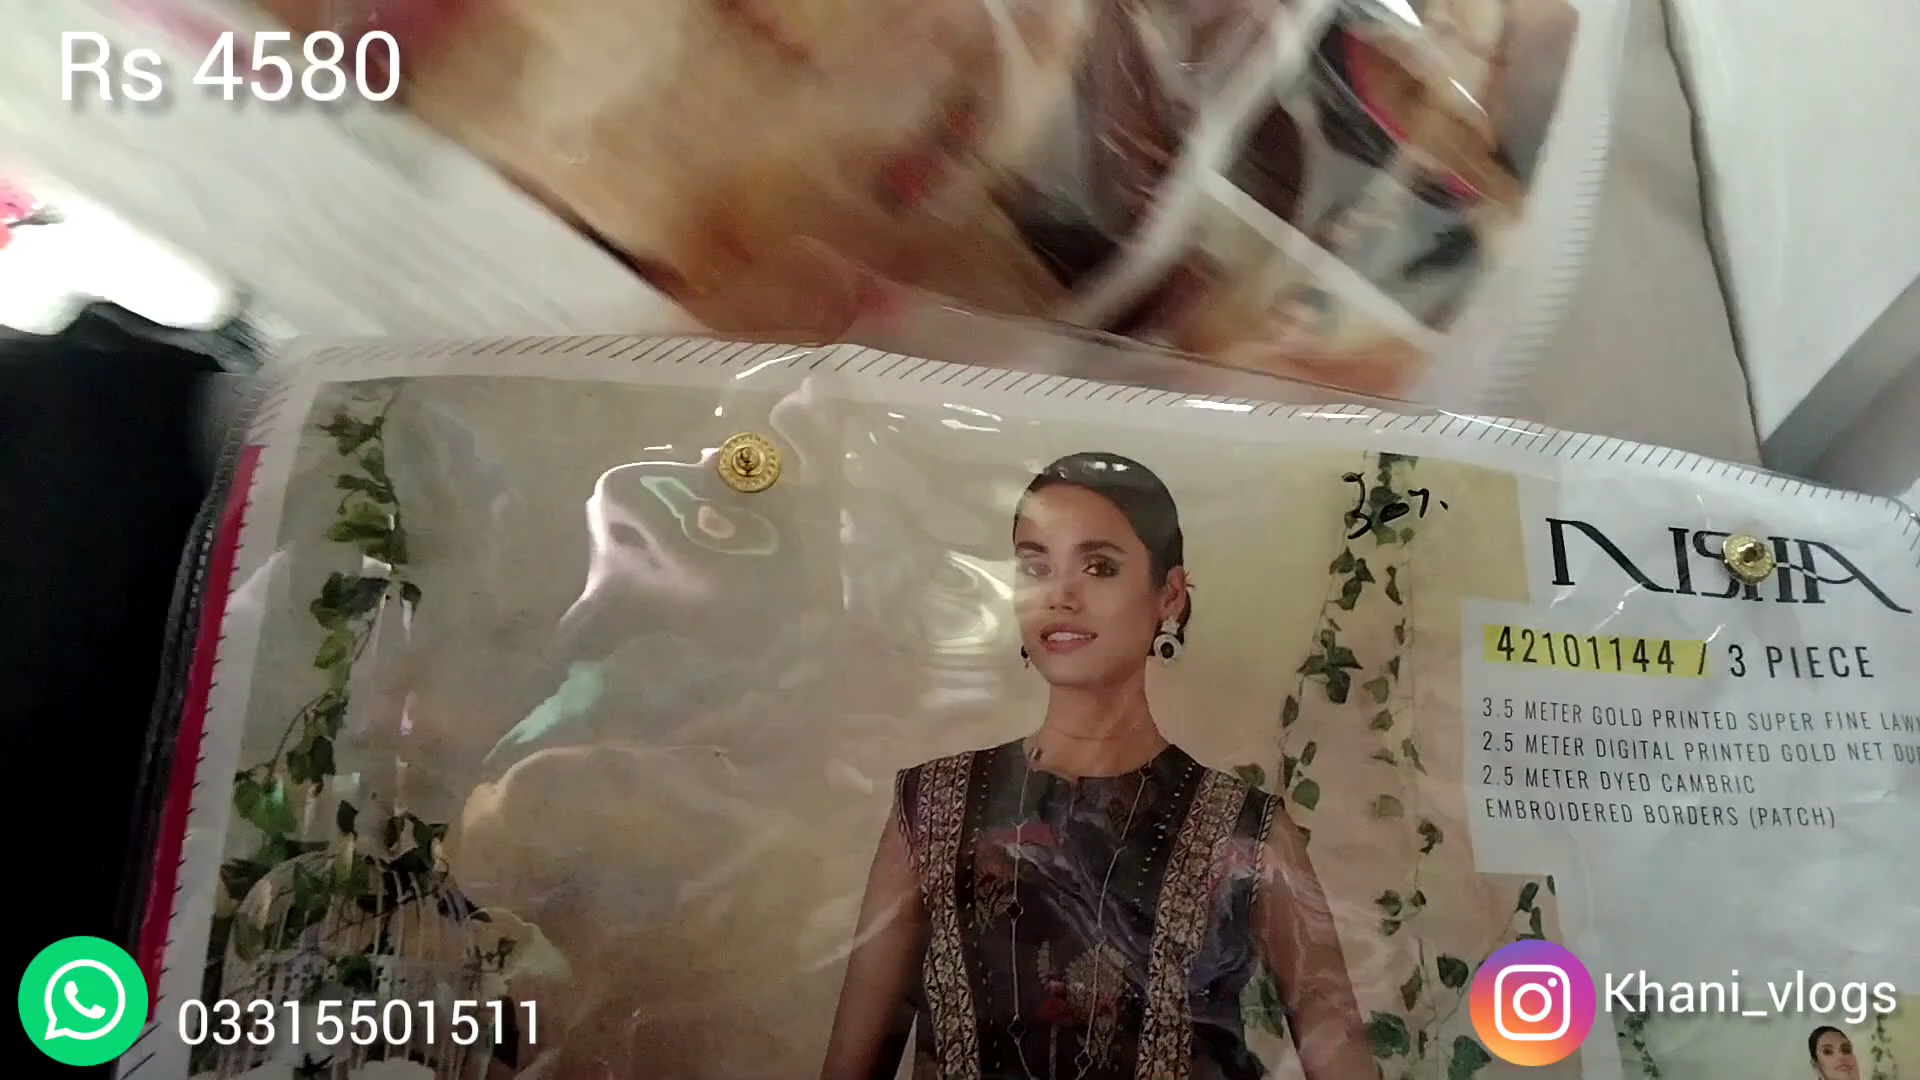 Rs 4580
NISHA
42101144 / 3 PIECE
3.5 METER GOLD PRINTED SUPER FINE LAWN
2.5 METER DIGITAL PRINTED GOLD NET DU
2.5 METER DYED CAMBRIC
EMBROIDERED BORDERS (PATCH)
03315501511
Khani_vlogs